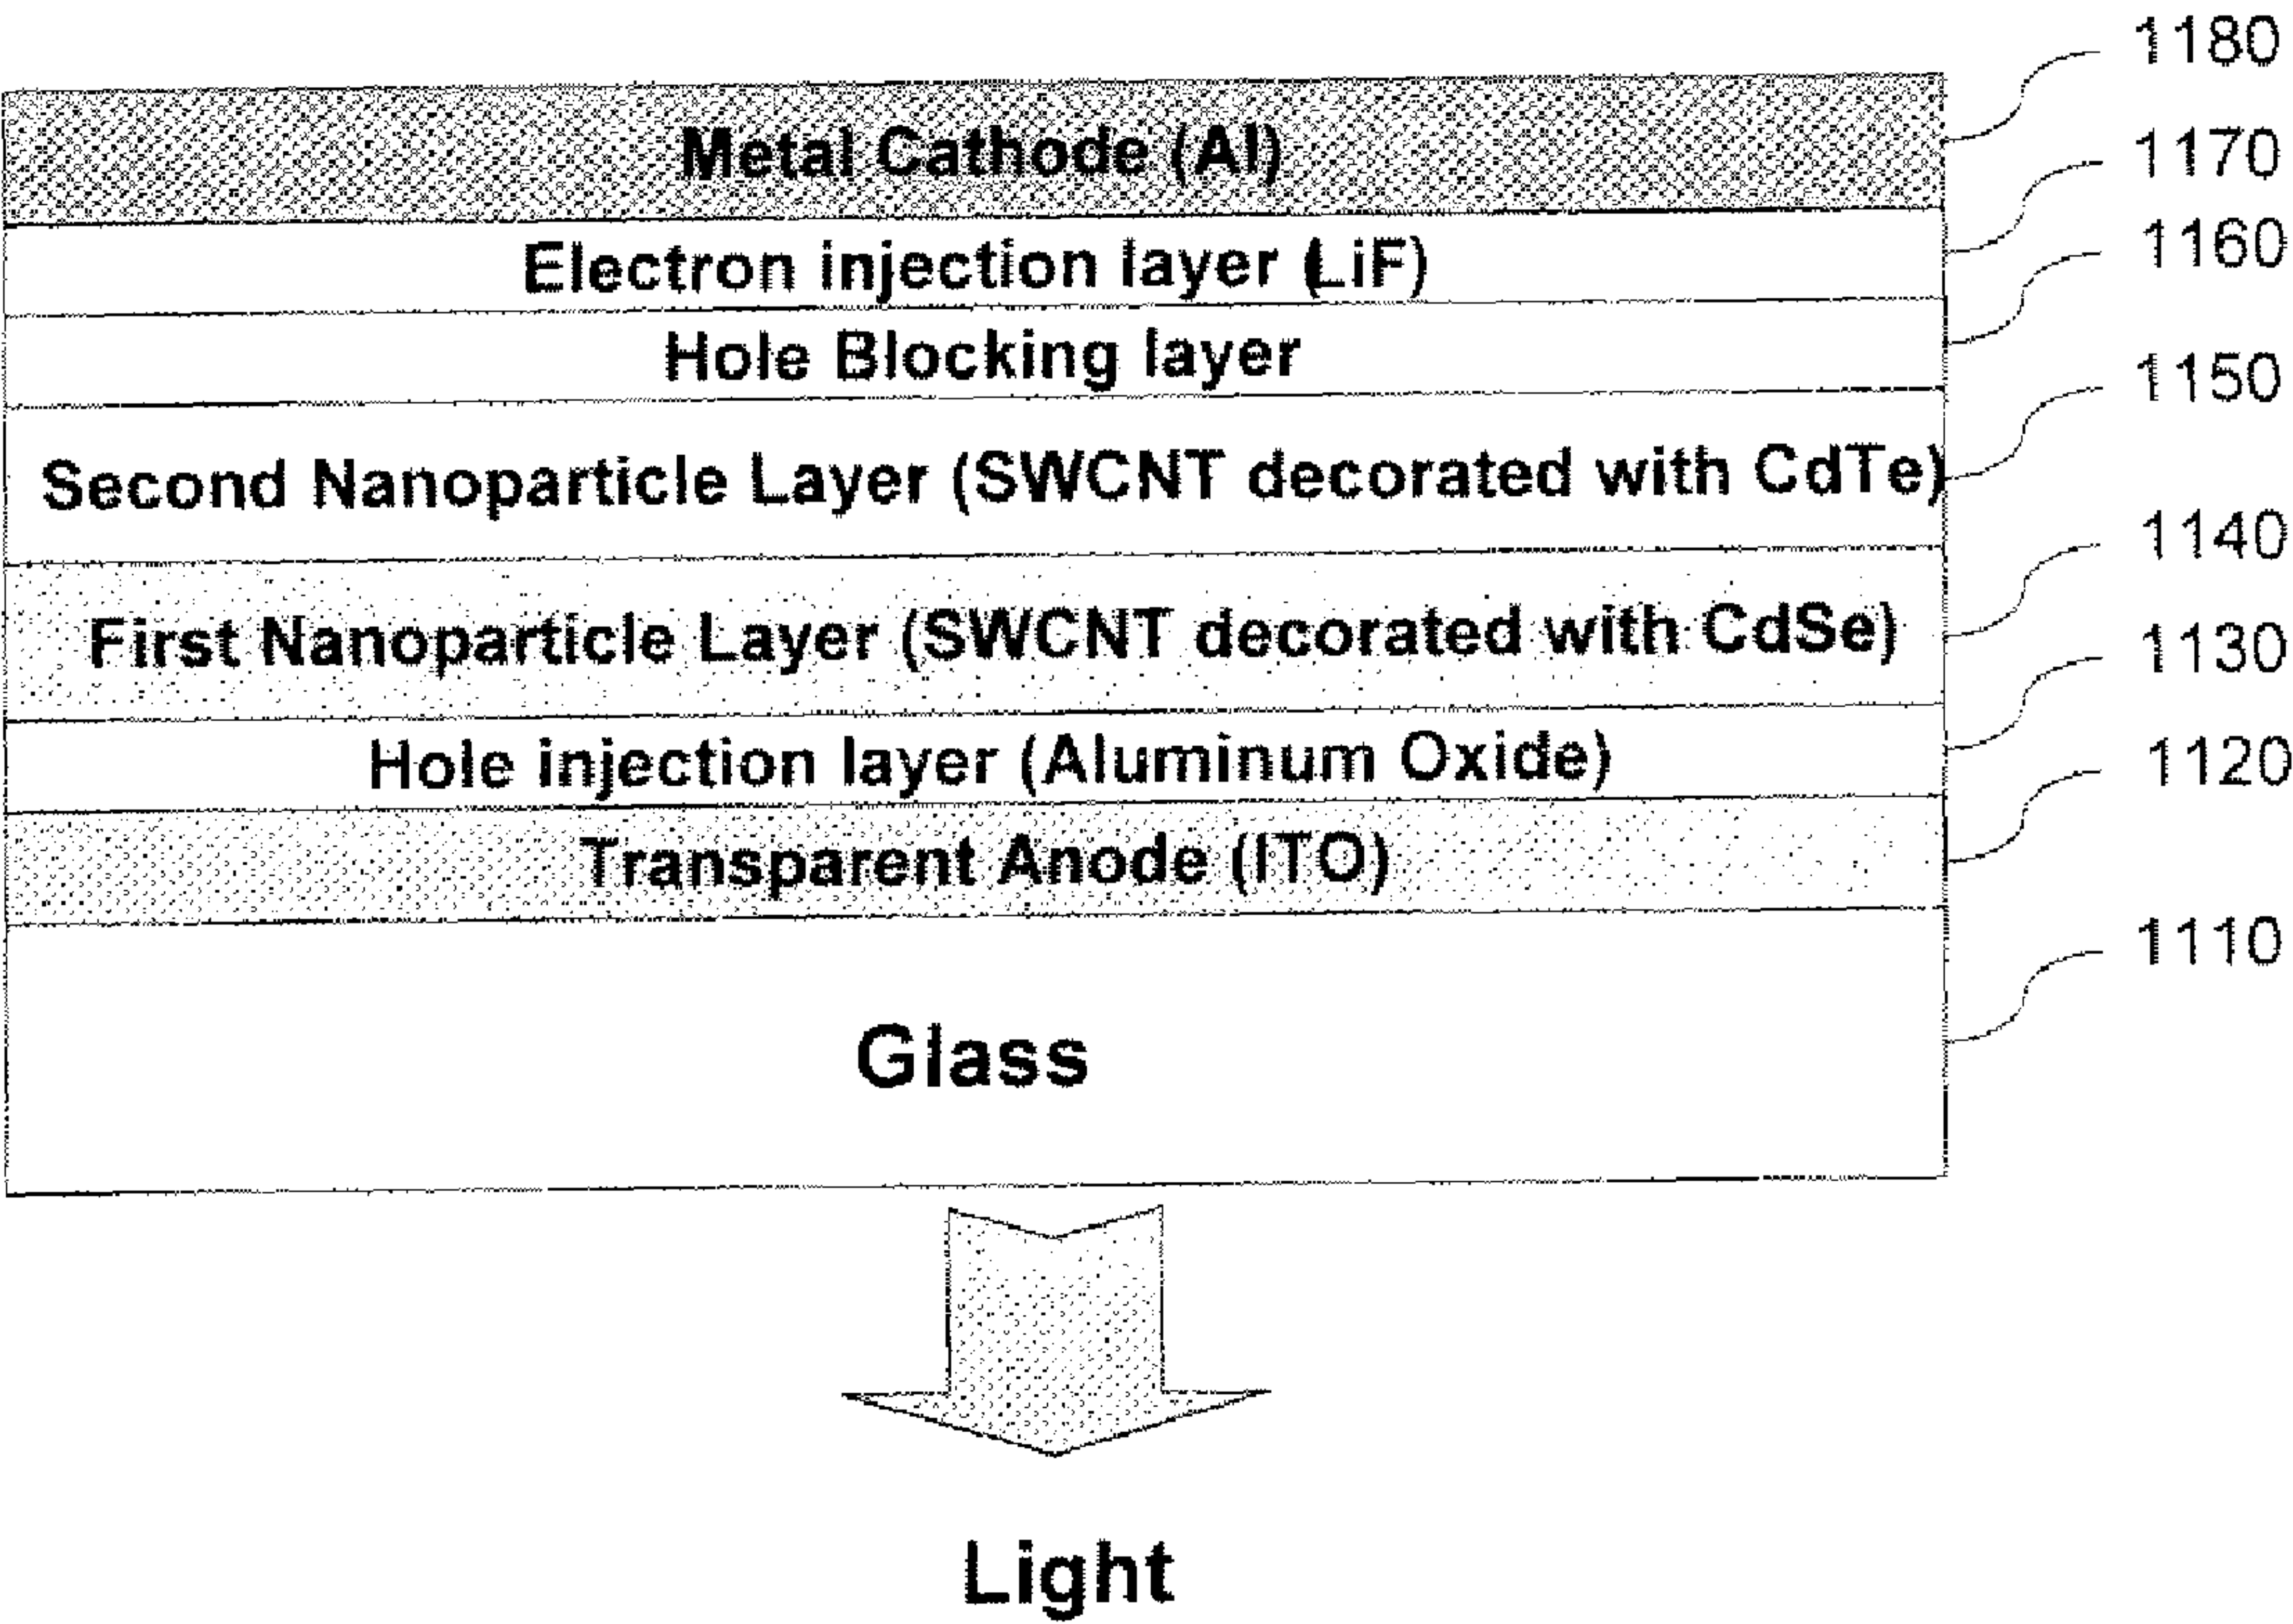 1180
Metal Cathode (Al)
1170
Electron injection layer (LiF)
1160
Hole Blocking layer
1150
Second Nanoparticle Layer (SWCNT decorated with CdTe)
1140
First Nanoparticle Layer (SWCNT decorated with CdSe)
1130
Hole injection layer (Aluminum Oxide)
1120
Transparent Anode (ITO)
1110
Glass
Light